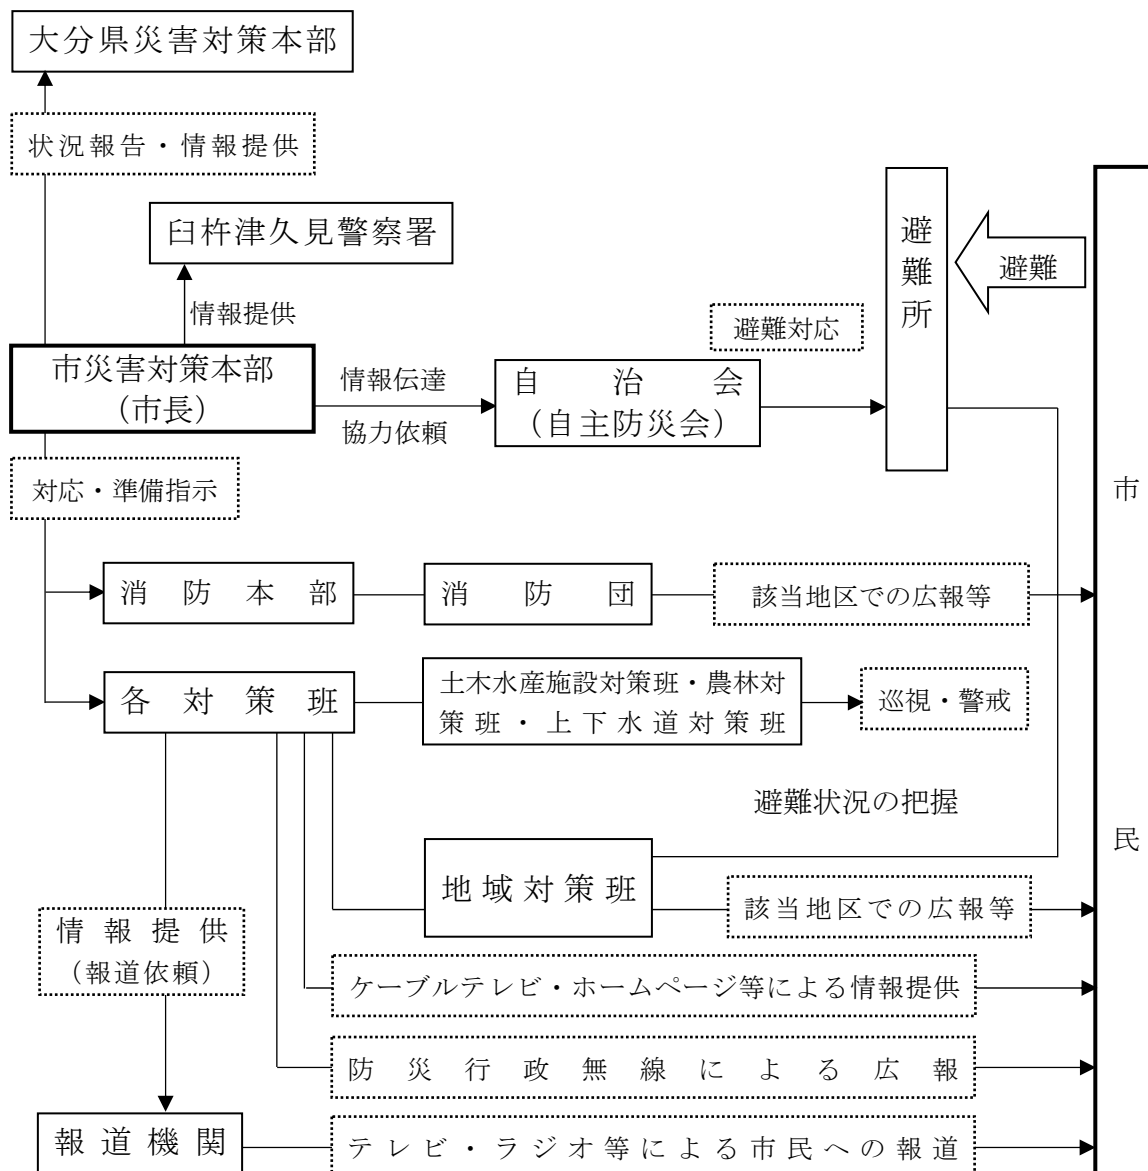 大分県災害対策本部
状況報告・情報提供
臼杵津久見警察署
情報提供
避難所
避難
避難対応
市災害対策本部
（市長）
情報伝達
協力依頼
自治会
（自主防災会）
対応・準備指示
市民
消防本部
消防団
該当地区での広報等
各対策班
土木水産施設対策班・農林対
策班・上下水道対策班
巡視・警戒
避難状況の把握
地域対策班
該当地区での広報等
情報提供
（報道依頼）
ケーブルテレビ・ホームページ等による情報提供
防災行政無線による広報
報道機関
テレビ・ラジオ等による市民への報道